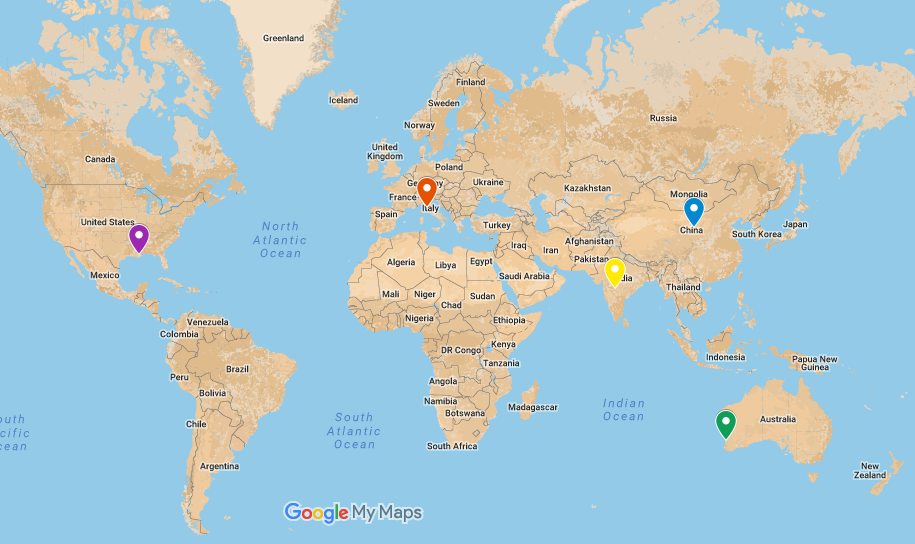 Greenland
Iceland
Finland
Sweden
Norway
Russia
United
Kingdom
Canada
Poland
Ukraine
France
Kazakhstan
Mongolia
Italy
Spain
United States
Turkey
China
Japan
South Korea
North
Atlantic
Ocean
Iraq
Iran
Afghanistan
Pakistan
Algeria
Libya
Egypt
Saudi Arabia
Mexico
Thailand
Mali
Niger
Chad
Sudan
Nigeria
Ethiopia
Venezuela
Colombia
Kenya
DR Congo
Tanzania
Indonesia
Papua New
Guinea
Peru
Brazil
Bolivia
Angola
Namibia
Botswana
Madagascar
Indian
Ocean
Australia
Chile
South
Atlantic
Ocean
South Africa
Argentina
New
Zealand
Google My Maps